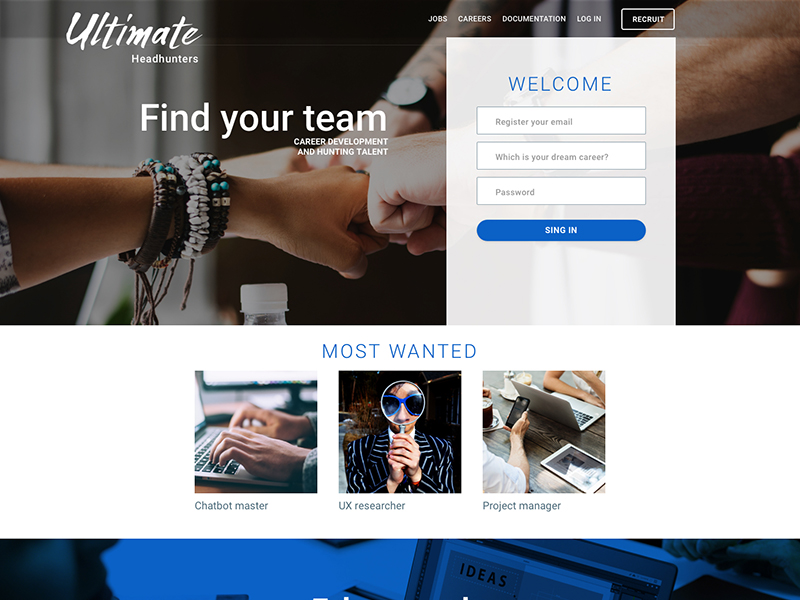 Ultimate
Headhunters
JOBS CAREERS DOCUMENTATION LOG IN RECRUIT
Find your team
CAREER DEVELOPMENT
AND HUNTING TALENT
WELCOME
Register your email
Which is your dream career?
Password
SING IN
MOST WANTED
Chatbot master
UX researcher
Project manager
IDEAS